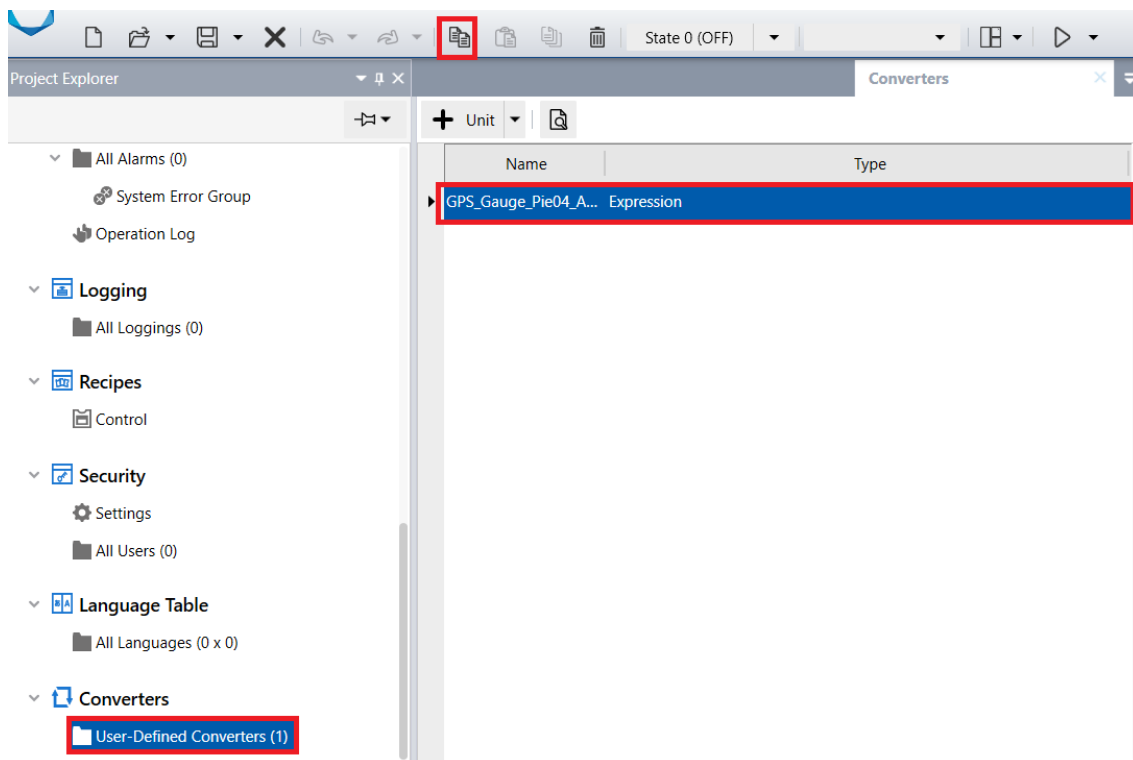 State 0 (OFF)
Project Explorer
Converters
Unit
Name Type
GPS_Gauge_Pie04_A... Expression
All Alarms (0)
System Error Group
Operation Log
Logging
All Loggings (0)
Recipes
Control
Security
Settings
All Users (0)
Language Table
All Languages (0 x 0)
Converters
User-Defined Converters (1)